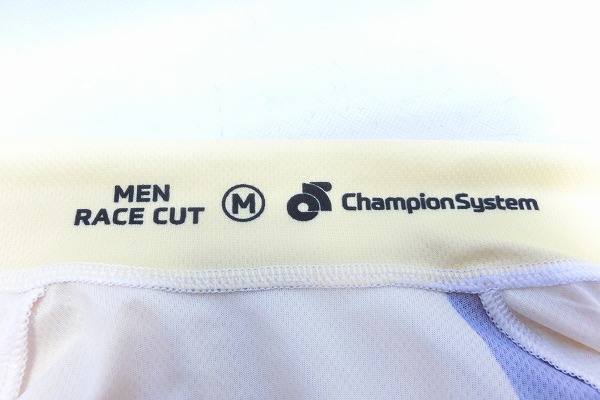 MEN
RACE CUT
M
ChampionSystem